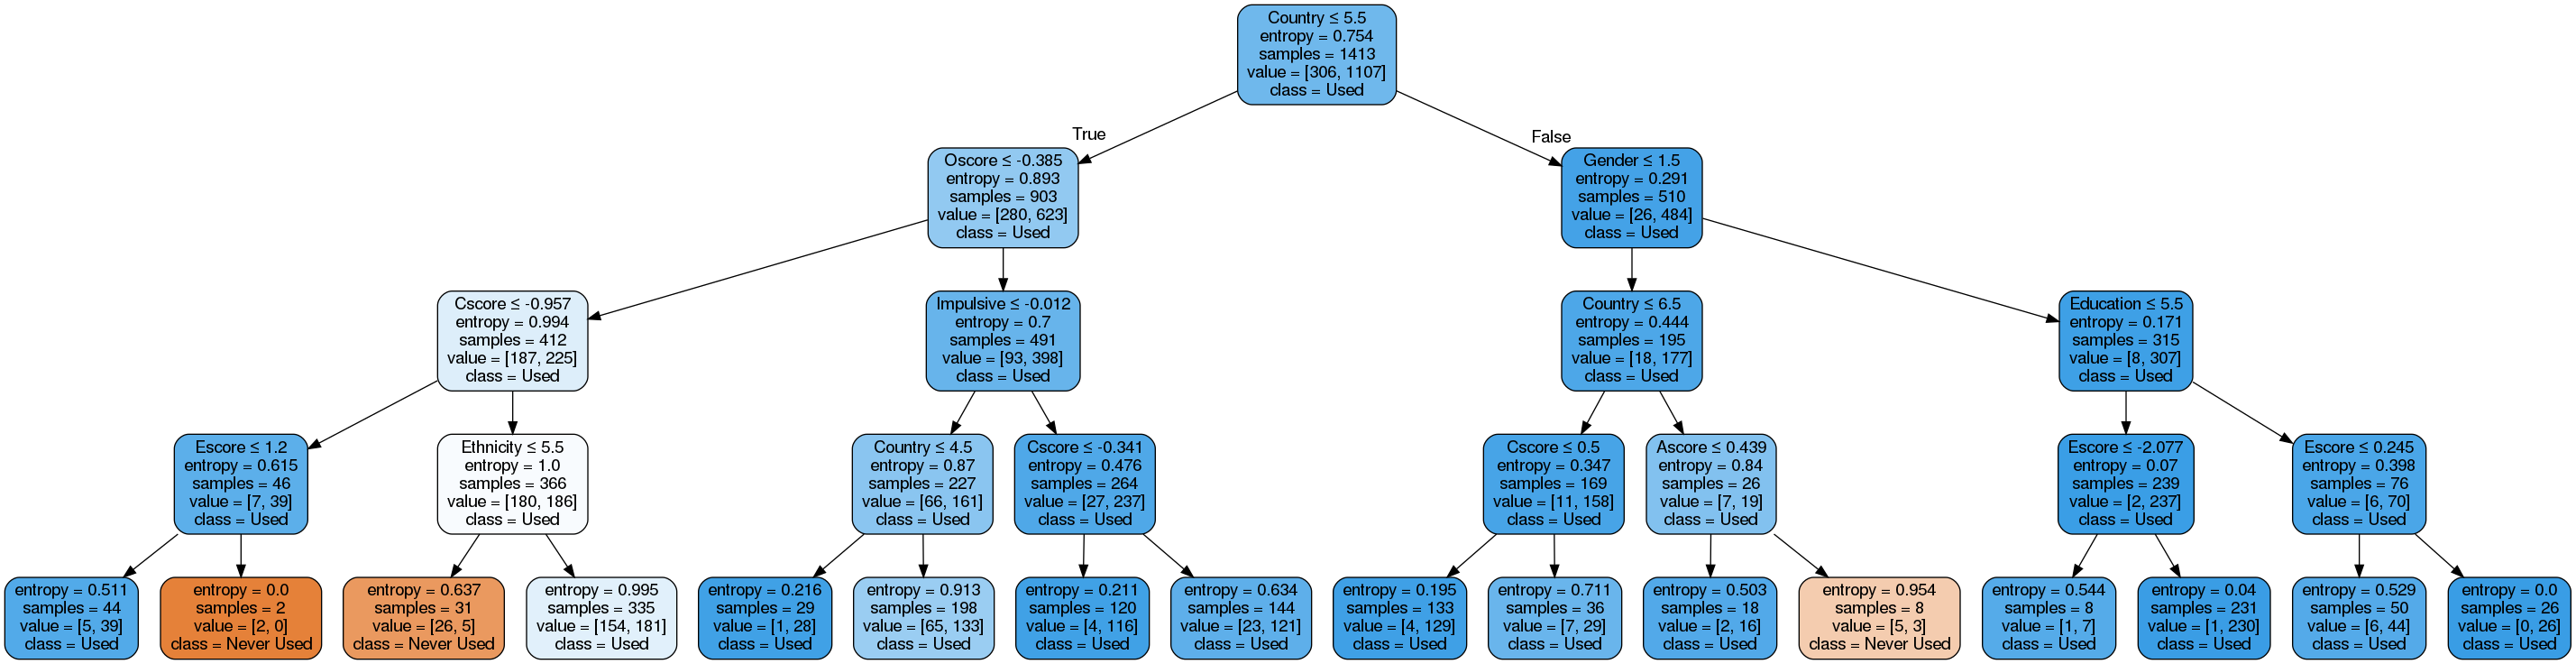 Country ≤ 5.5
entropy = 0.754
samples = 1413
value = [306, 1107]
class = Used
True
False
Oscore ≤ -0.385
entropy = 0.893
samples = 903
value = [280, 623]
class = Used
Gender ≤ 1.5
entropy = 0.291
samples = 510
value = [26, 484]
class = Used
Cscore ≤ -0.957
entropy = 0.994
samples = 412
value = [187, 225]
class = Used
Impulsive ≤ -0.012
entropy = 0.7
samples = 491
value = [93, 398]
class = Used
Country ≤ 6.5
entropy = 0.444
samples = 195
value = [18, 177]
class = Used
Education ≤ 5.5
entropy = 0.171
samples = 315
value = [8, 307]
class = Used
Escore ≤ 1.2
entropy = 0.615
samples = 46
value = [7, 39]
class = Used
Ethnicity ≤ 5.5
entropy = 1.0
samples = 366
value = [180, 186]
class = Used
Country ≤ 4.5
entropy = 0.87
samples = 227
value = [66, 161]
class = Used
Cscore ≤ -0.341
entropy = 0.476
samples = 264
value = [27, 237]
class = Used
Cscore ≤ 0.5
entropy = 0.347
samples = 169
value = [11, 158]
class = Used
Ascore ≤ 0.439
entropy = 0.84
samples = 26
value = [7, 19]
class = Used
Escore ≤ -2.077
entropy = 0.07
samples = 239
value = [2, 237]
class = Used
Escore ≤ 0.245
entropy = 0.398
samples = 76
value = [6, 70]
class = Used
entropy = 0.511
samples = 44
value = [5, 39]
class = Used
entropy = 0.0
samples = 2
value = [2, 0]
class = Never Used
entropy = 0.637
samples = 31
value = [26, 5]
class = Never Used
entropy = 0.995
samples = 335
value = [154, 181]
class = Used
entropy = 0.216
samples = 29
value = [1, 28]
class = Used
entropy = 0.913
samples = 198
value = [65, 133]
class = Used
entropy = 0.211
samples = 120
value = [4, 116]
class = Used
entropy = 0.634
samples = 144
value = [23, 121]
class = Used
entropy = 0.195
samples = 133
value = [4, 129]
class = Used
entropy = 0.711
samples = 36
value = [7, 29]
class = Used
entropy = 0.503
samples = 18
value = [2, 16]
class = Used
entropy = 0.954
samples = 8
value = [5, 3]
class = Never Used
entropy = 0.544
samples = 8
value = [1, 7]
class = Used
entropy = 0.04
samples = 231
value = [1, 230]
class = Used
entropy = 0.529
samples = 50
value = [6, 44]
class = Used
entropy = 0.0
samples = 26
value = [0, 26]
class = Used